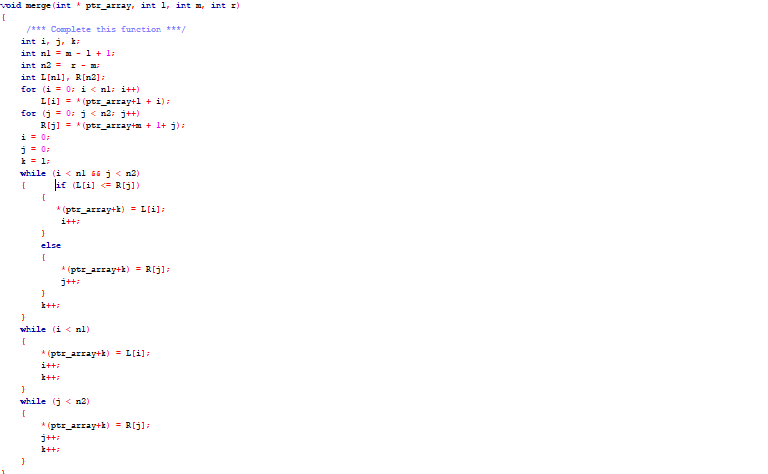 void merge(int * ptr_array, int l, int m, int r)
{
/*** Complete this function ***/
int i, j, k;
int n1 = m - l + 1;
int n2 =  r - m;
int L[n1], R[n2];
for (i = 0; i < n1; i++)
L[i] = *(ptr_array+l + i);
for (j = 0; j < n2; j++)
R[j] = *(ptr_array+m + 1+ j);
i = 0;
j = 0;
k = l;
while (i < n1 && j < n2)
{ if (L[i] <= R[j])
{
*(ptr_array+k) = L[i];
i++;
}
else
{
*(ptr_array+k) = R[j];
j++;
}
k++;
}
while (i < n1)
{
*(ptr_array+k) = L[i];
i++;
k++;
}
while (j < n2)
{
*(ptr_array+k) = R[j];
j++;
k++;
}
}